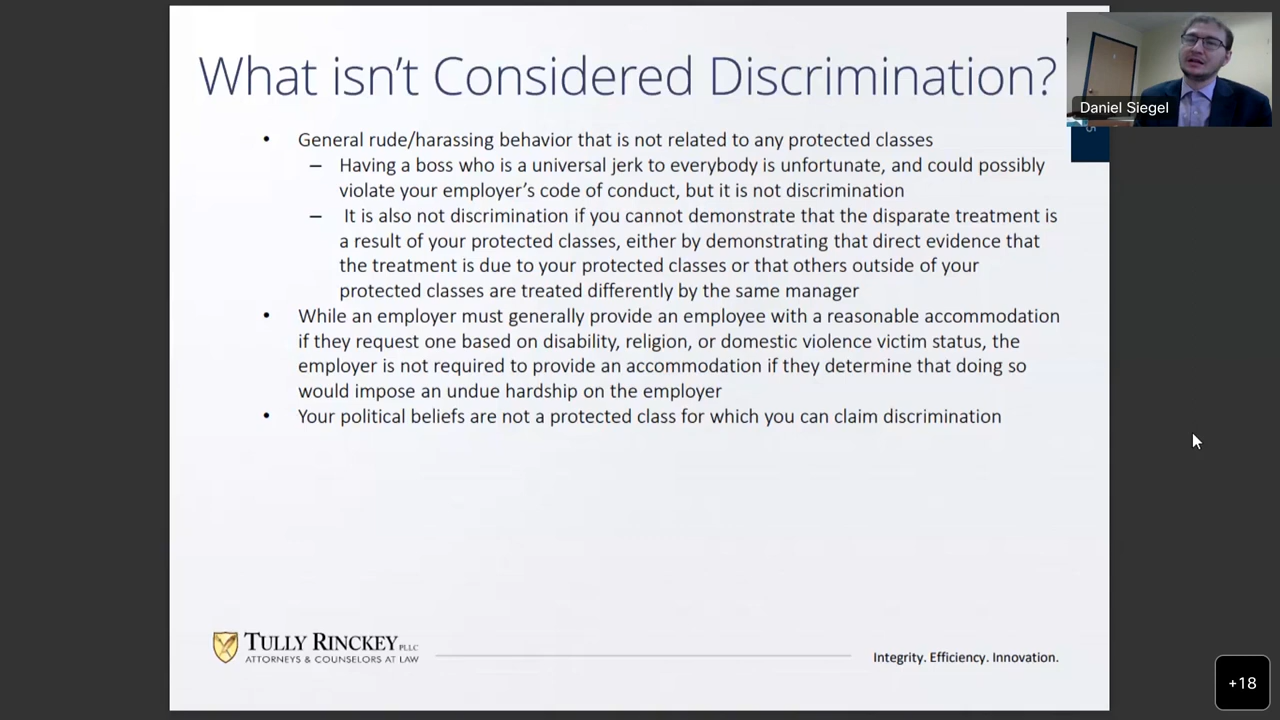 What isn't Considered Discrimination?
Daniel Siegel
• General rude/harassing behavior that is not related to any protected classes
– Having a boss who is a universal jerk to everybody is unfortunate, and could possibly
violate your employer's code of conduct, but it is not discrimination
– It is also not discrimination if you cannot demonstrate that the disparate treatment is
a result of your protected classes, either by demonstrating that direct evidence that
the treatment is due to your protected classes or that others outside of your
protected classes are treated differently by the same manager
• While an employer must generally provide an employee with a reasonable accommodation
if they request one based on disability, religion, or domestic violence victim status, the
employer is not required to provide an accommodation if they determine that doing so
would impose an undue hardship on the employer
• Your political beliefs are not a protected class for which you can claim discrimination
TULLY RINCKEY PLLC
ATTORNEYS & COUNSELORS AT LAW
Integrity. Efficiency. Innovation.
+18